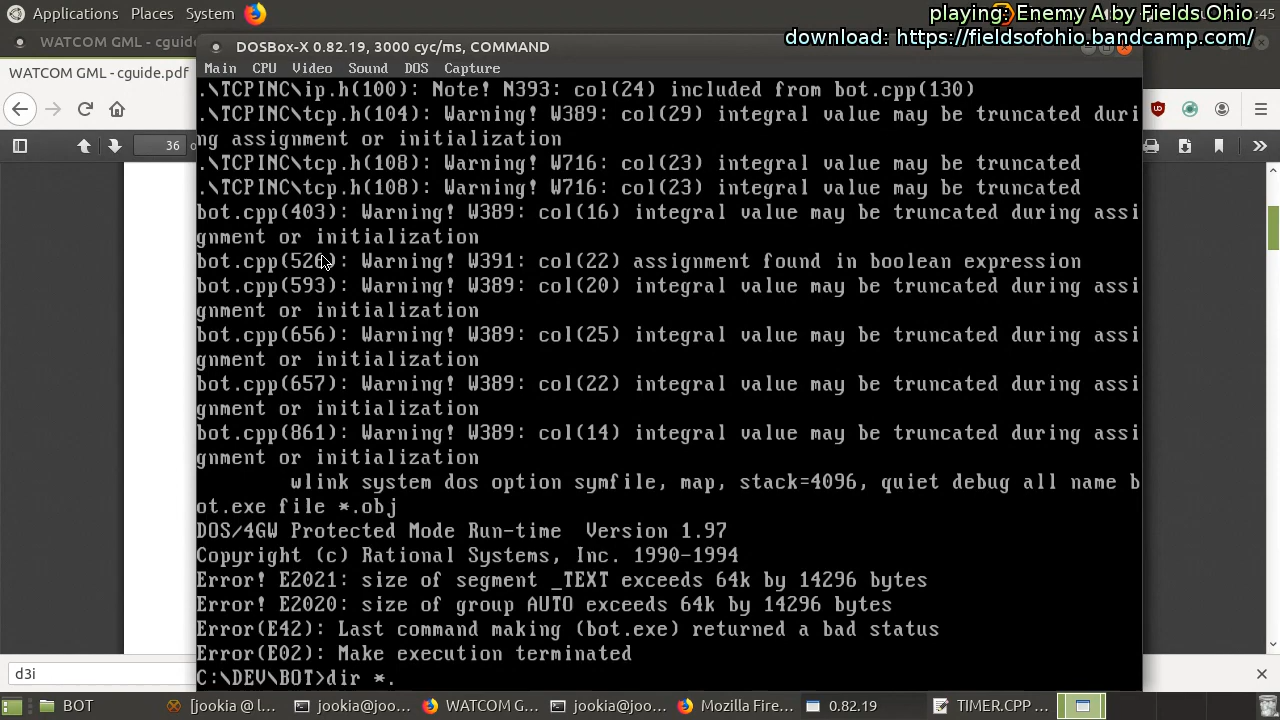 Applications Places System
:45
playing: Enemy A by Fields Ohio
download: https://fieldsofohio.bandcamp.com/
WATCOM GML - cguide
DOSBox-X 0.82.19, 3000 cyc/ms, COMMAND
WATCOM GML - cguide.pdf
Main CPU Video Sound DOS Capture
36
.\TCPINC\ip.h(100): Note! N393: col(24) included from bot.cpp(130)
.\TCPINC\tcp.h(104): Warning! W389: col(29) integral value may be truncated duri
ng assignment or initialization
.\TCPINC\tcp.h(108): Warning! W716: col(23) integral value may be truncated
.\TCPINC\tcp.h(108): Warning! W716: col(23) integral value may be truncated
bot.cpp(403): Warning! W389: col(16) integral value may be truncated during assi
gnment or initialization
bot.cpp(526): Warning! W391: col(22) assignment found in boolean expression
bot.cpp(593): Warning! W389: col(20) integral value may be truncated during assi
gnment or initialization
bot.cpp(656): Warning! W389: col(25) integral value may be truncated during assi
gnment or initialization
bot.cpp(657): Warning! W389: col(22) integral value may be truncated during assi
gnment or initialization
bot.cpp(861): Warning! W389: col(14) integral value may be truncated during assi
gnment or initialization
wlink system dos option symfile, map, stack=4096, quiet debug all name b
ot.exe file *.obj
DOS/4GW Protected Mode Run-time Version 1.97
Copyright (c) Rational Systems, Inc. 1990-1994
Error! E2021: size of segment _TEXT exceeds 64k by 14296 bytes
Error! E2020: size of group AUTO exceeds 64k by 14296 bytes
Error(E42): Last command making (bot.exe) returned a bad status
Error(E02): Make execution terminated
C:\DEV\BOT>dir *.
d3i
BOT [jookia @ l... jookia@joo... WATCOM G... jookia@joo... Mozilla Fire... 0.82.19 TIMER.CPP ...